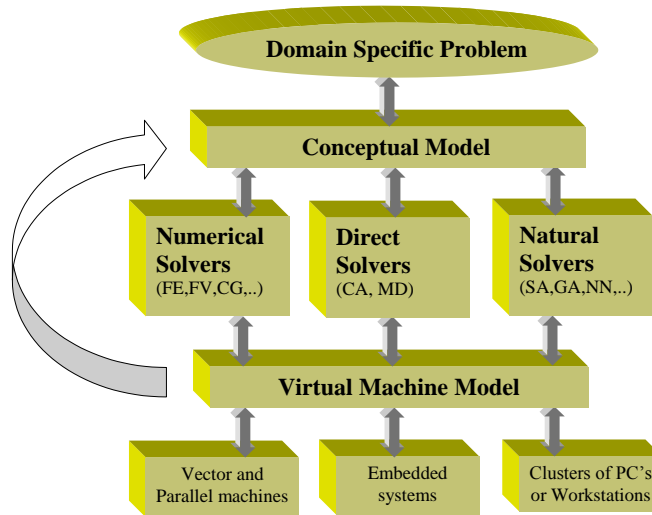 Domain Specific Problem
Conceptual Model
Numerical
Solvers
(FE,FV,CG,..)
Direct
Solvers
(CA, MD)
Natural
Solvers
(SA,GA,NN,..)
Virtual Machine Model
Vector and
Parallel machines
Embedded
systems
Clusters of PC's
or Workstations